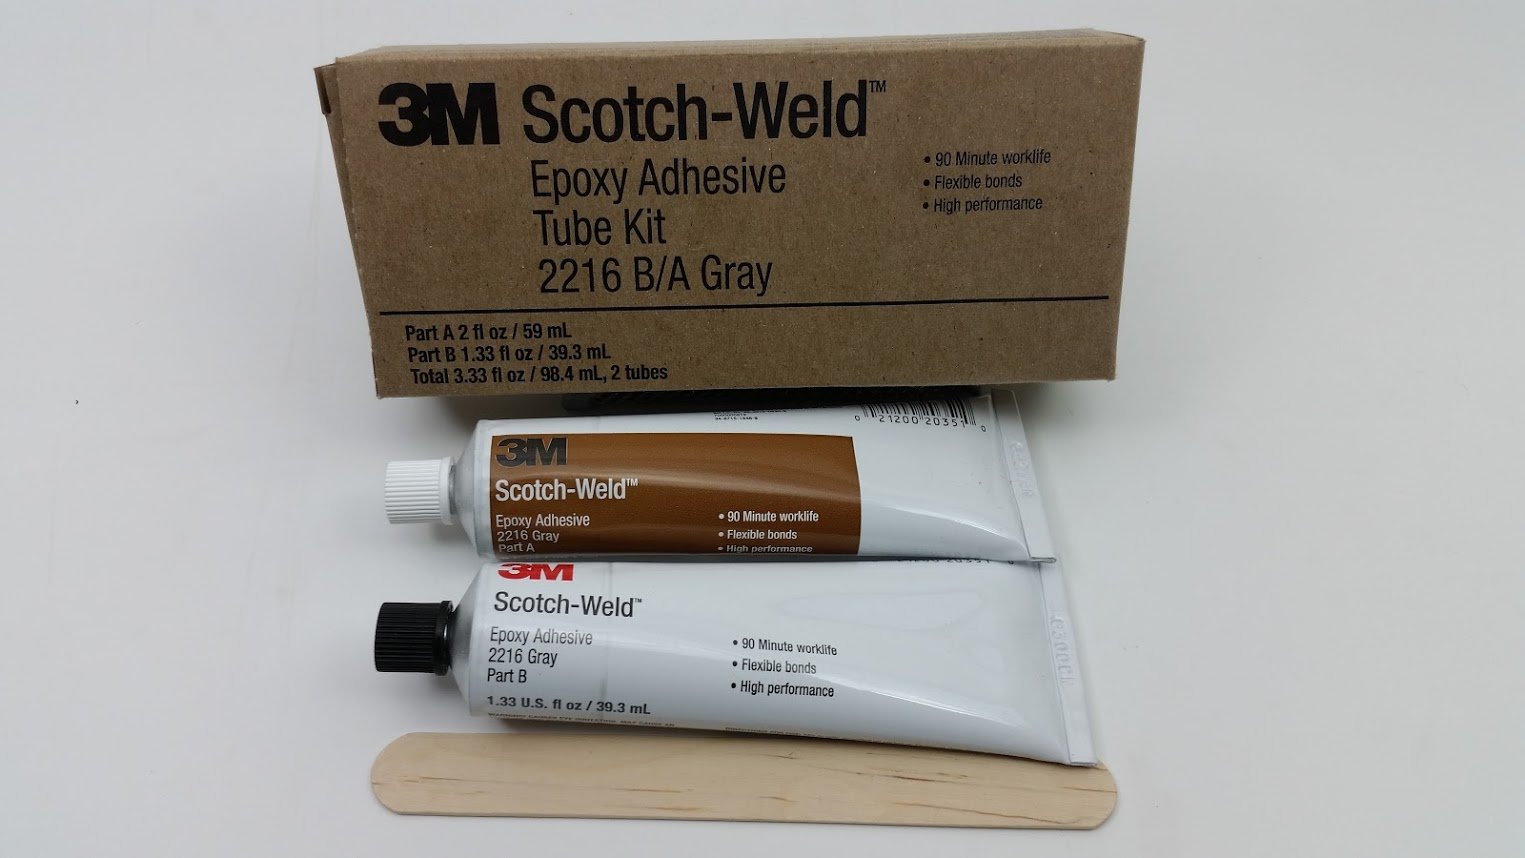 3M Scotch-Weld™
Epoxy Adhesive
Tube Kit
2216 B/A Gray
• 90 Minute worklife
• Flexible bonds
• High performance
Part A 2 fl oz / 59 mL
Part B 1.33 fl oz / 39.3 mL
Total 3.33 fl oz / 98.4 mL, 2 tubes
0 21200 20351 0
3M
Scotch-Weld™
Epoxy Adhesive
2216 Gray
Part A
• 90 Minute worklife
• Flexible bonds
• High performance
3M
Scotch-Weld™
Epoxy Adhesive
2216 Gray
Part B
1.33 U.S. fl oz / 39.3 mL
• 90 Minute worklife
• Flexible bonds
• High performance